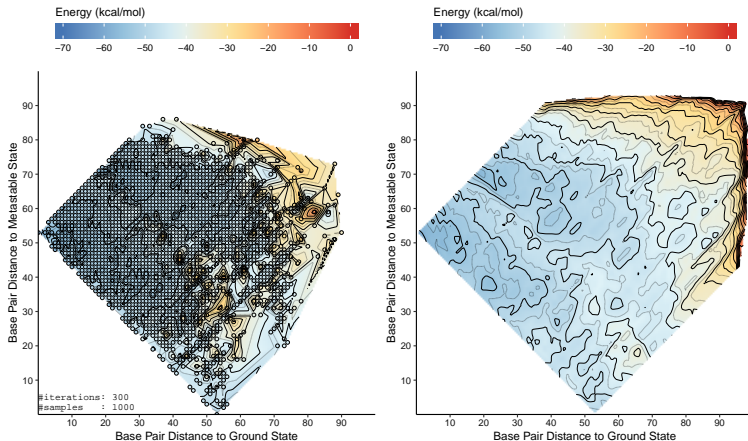 Energy (kcal/mol)
−70 −60 −50 −40 −30 −20 −10 0
Base Pair Distance to Metastable State
90
80
70
60
50
40
30
20
10
#iterations: 300
#samples : 1000
10 20 30 40 50 60 70 80 90
Base Pair Distance to Ground State
Energy (kcal/mol)
−70 −60 −50 −40 −30 −20 −10 0
Base Pair Distance to Metastable State
90
80
70
60
50
40
30
20
10
10 20 30 40 50 60 70 80 90
Base Pair Distance to Ground State